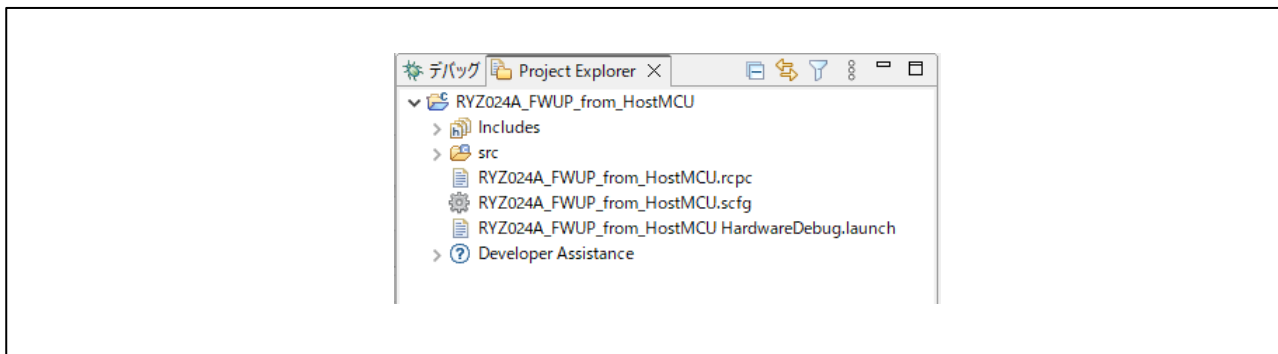 デバッグ Project Explorer
RYZ024A_FWUP_from_HostMCU
Includes
src
RYZ024A_FWUP_from_HostMCU.rcpc
RYZ024A_FWUP_from_HostMCU.scfg
RYZ024A_FWUP_from_HostMCU HardwareDebug.launch
Developer Assistance